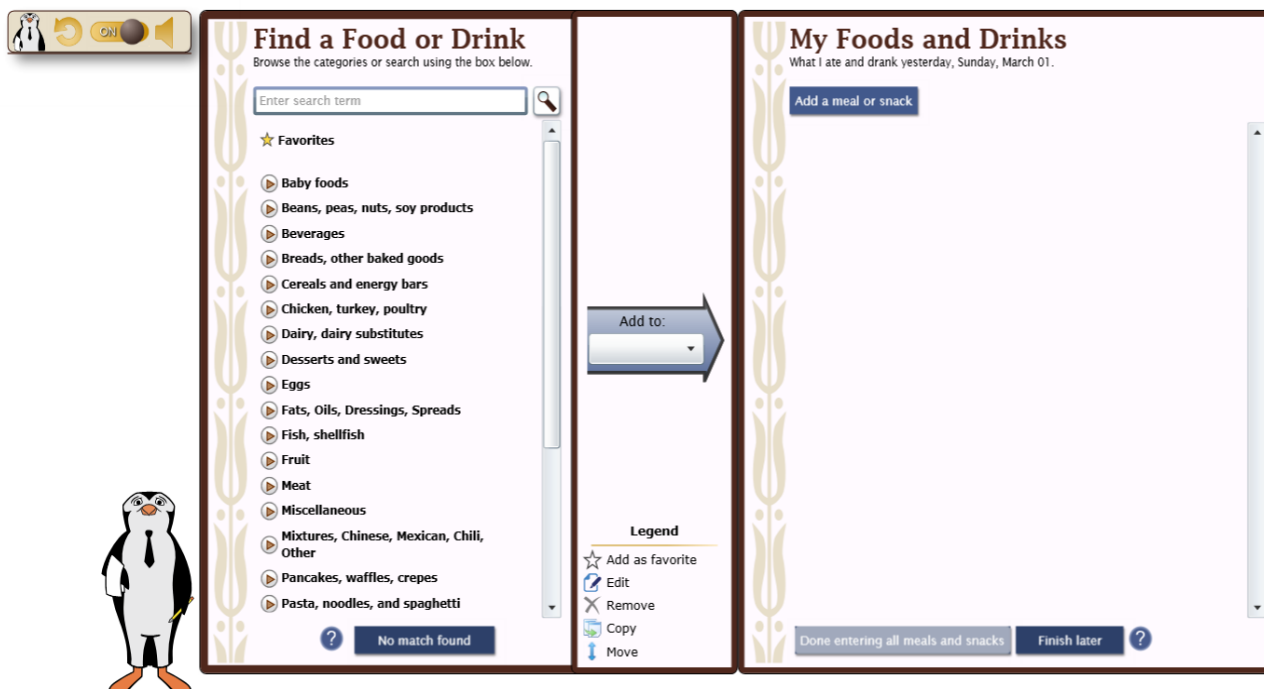 ON
Find a Food or Drink
Browse the categories or search using the box below.
Enter search term
Favorites
Baby foods
Beans, peas, nuts, soy products
Beverages
Breads, other baked goods
Cereals and energy bars
Chicken, turkey, poultry
Dairy, dairy substitutes
Desserts and sweets
Eggs
Fats, Oils, Dressings, Spreads
Fish, shellfish
Fruit
Meat
Miscellaneous
Mixtures, Chinese, Mexican, Chili,
Other
Pancakes, waffles, crepes
Pasta, noodles, and spaghetti
? No match found
Add to:
Legend
Add as favorite
Edit
Remove
Copy
Move
My Foods and Drinks
What I ate and drank yesterday, Sunday, March 01.
Add a meal or snack
Done entering all meals and snacks Finish later ?